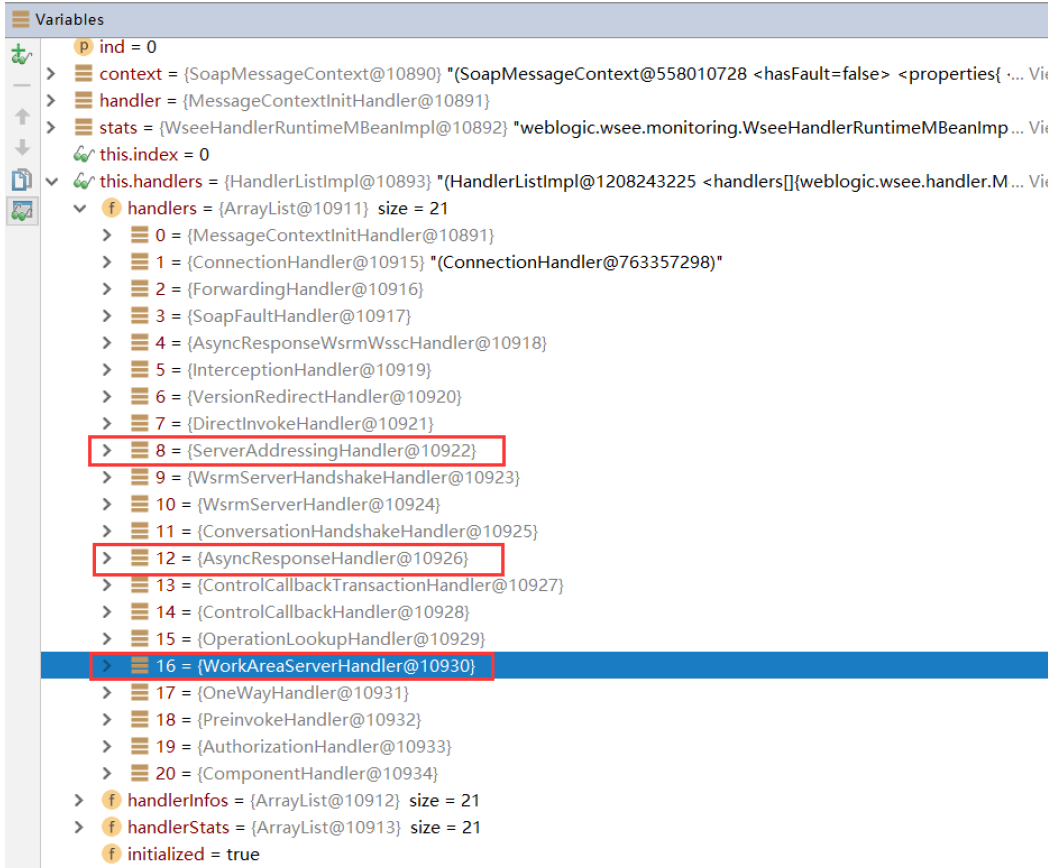 Variables
p ind = 0
context = {SoapMessageContext@10890} "(SoapMessageContext@558010728 <hasFault=false> <properties{ ·... Vie
handler = {MessageContextInitHandler@10891}
stats = {WseeHandlerRuntimeMBeanImpl@10892} "weblogic.wsee.monitoring.WseeHandlerRuntimeMBeanImp ... Vie
this.index = 0
this.handlers = {HandlerListImpl@10893} "(HandlerListImpl@1208243225 <handlers[]{weblogic.wsee.handler.M ... Vie
f handlers = {ArrayList@10911} size = 21
0 = {MessageContextInitHandler@10891}
1 = {ConnectionHandler@10915} "(ConnectionHandler@763357298)"
2 = {ForwardingHandler@10916}
3 = {SoapFaultHandler@10917}
4 = {AsyncResponseWsrmWsscHandler@10918}
5 = {InterceptionHandler@10919}
6 = {VersionRedirectHandler@10920}
7 = {DirectInvokeHandler@10921}
8 = {ServerAddressingHandler@10922}
9 = {WsrmServerHandshakeHandler@10923}
10 = {WsrmServerHandler@10924}
11 = {ConversationHandshakeHandler@10925}
12 = {AsyncResponseHandler@10926}
13 = {ControlCallbackTransactionHandler@10927}
14 = {ControlCallbackHandler@10928}
15 = {OperationLookupHandler@10929}
16 = {WorkAreaServerHandler@10930}
17 = {OneWayHandler@10931}
18 = {PreinvokeHandler@10932}
19 = {AuthorizationHandler@10933}
20 = {ComponentHandler@10934}
f handlerInfos = {ArrayList@10912} size = 21
f handlerStats = {ArrayList@10913} size = 21
f initialized = true